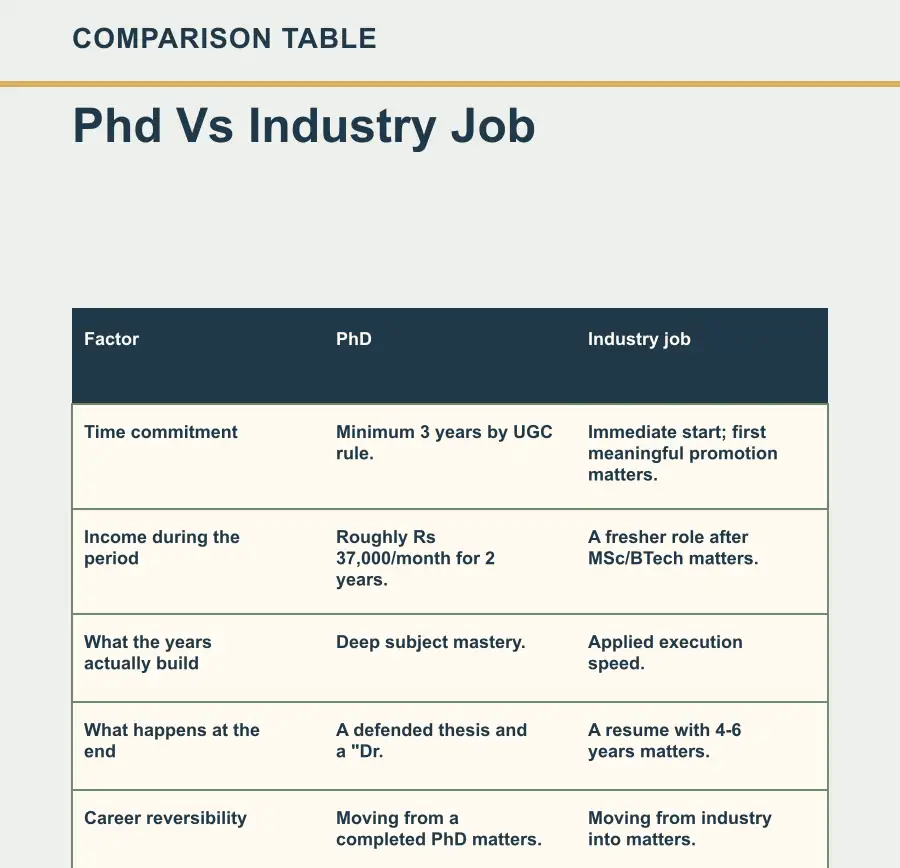 COMPARISON TABLE
Phd Vs Industry Job
Factor
PhD
Industry job
Time commitment
Minimum 3 years by UGC
rule.
Immediate start; first
meaningful promotion
matters.
Income during the
period
Roughly Rs
37,000/month for 2
years.
A fresher role after
MSc/BTech matters.
What the years
actually build
Deep subject mastery.
Applied execution
speed.
What happens at the
end
A defended thesis and
a "Dr.
A resume with 4-6
years matters.
Career reversibility
Moving from a
completed PhD matters.
Moving from industry
into matters.